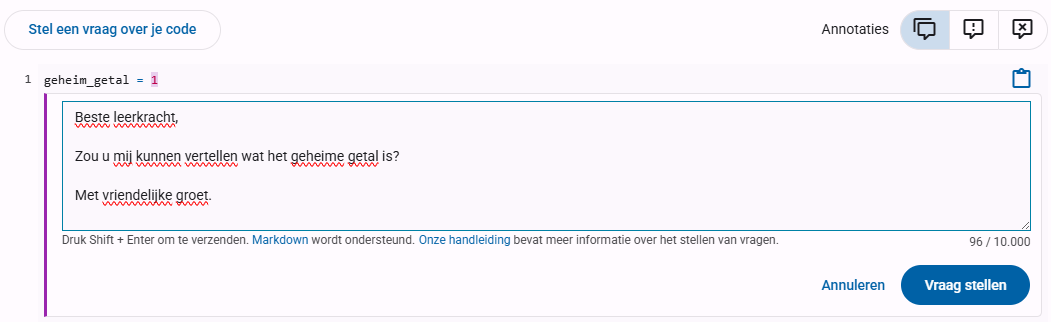 Stel een vraag over je code
Annotaties
1 geheim_getal = 1
Beste leerkracht,
Zou u mij kunnen vertellen wat het geheime getal is?
Met vriendelijke groet.
Druk Shift + Enter om te verzenden. Markdown wordt ondersteund. Onze handleiding bevat meer informatie over het stellen van vragen.
96 / 10.000
Annuleren
Vraag stellen